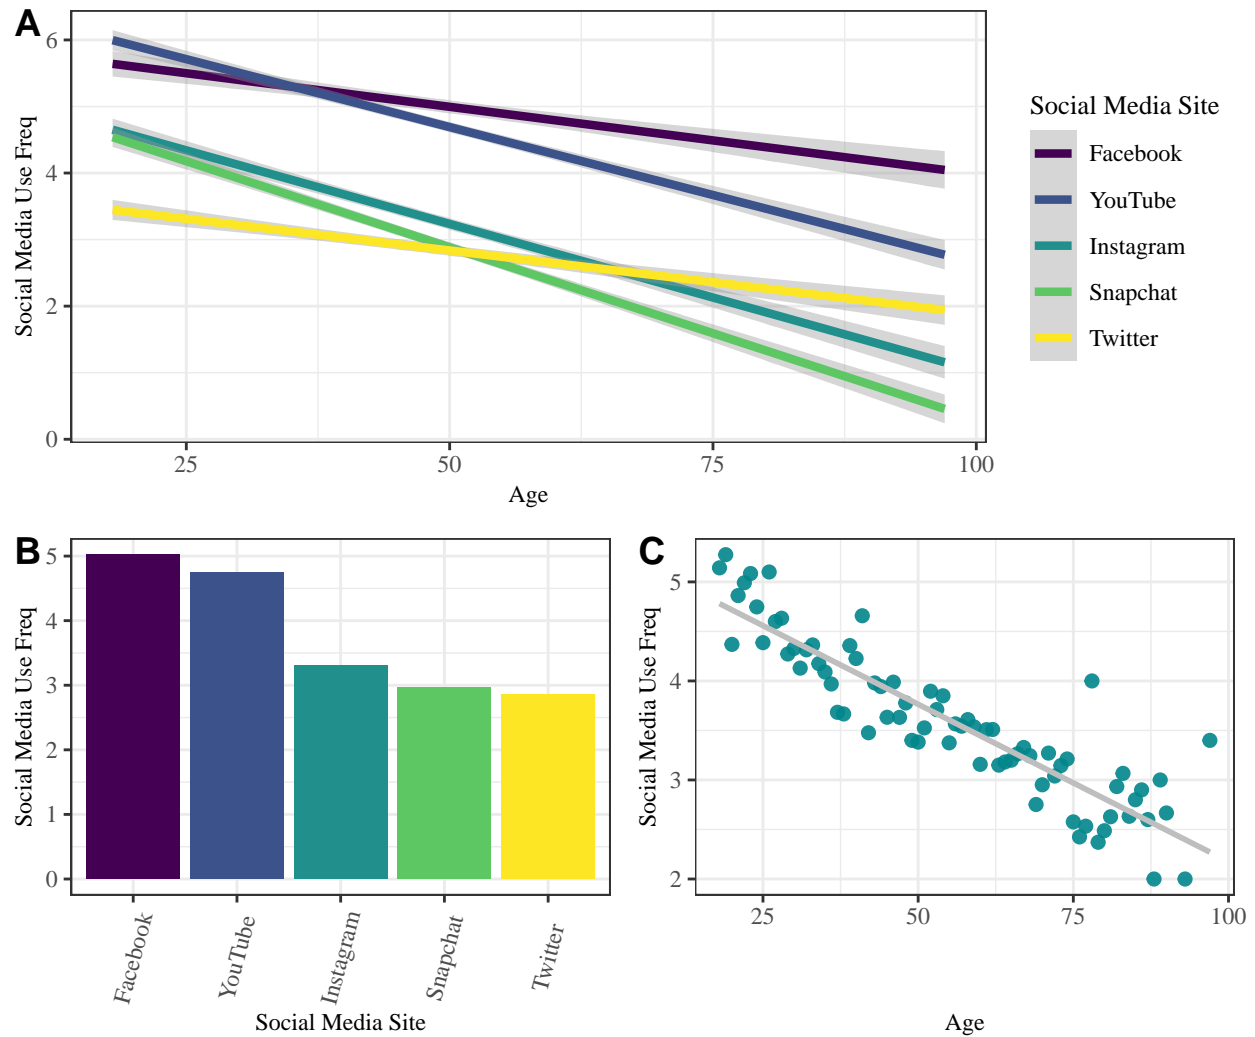 A
Social Media Use Freq
6
4
2
0
25 50 75 100
Age
Social Media Site
Facebook
YouTube
Instagram
Snapchat
Twitter
B
Social Media Use Freq
5
4
3
2
1
0
Facebook
YouTube
Instagram
Snapchat
Twitter
Social Media Site
C
Social Media Use Freq
5
4
3
2
25 50 75 100
Age